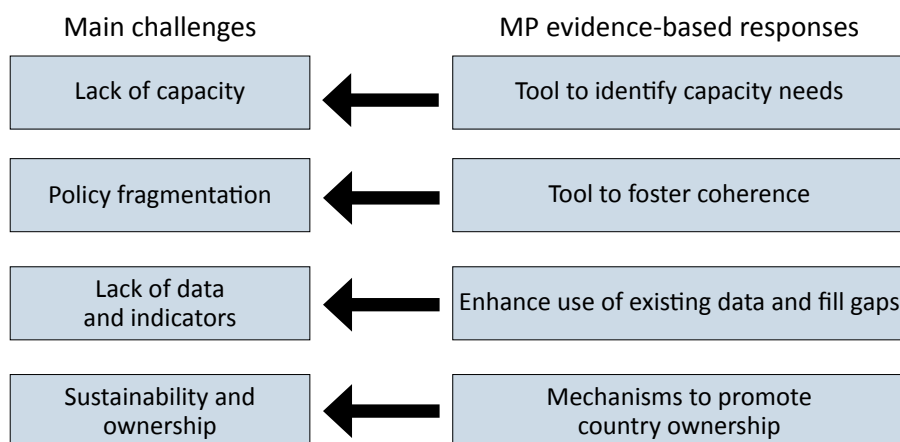 Main challenges
MP evidence-based responses
Lack of capacity
Tool to identify capacity needs
Policy fragmentation
Tool to foster coherence
Lack of data
and indicators
Enhance use of existing data and fill gaps
Sustainability and
ownership
Mechanisms to promote
country ownership